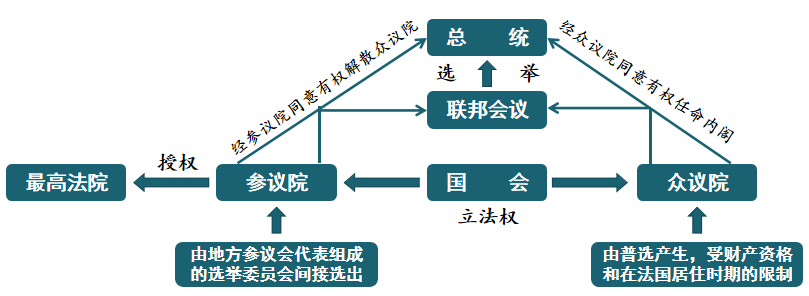 总 统
选 举
经参议院同意有权解散众议院
经众议院同意有权任命内阁
联邦会议
最高法院
授权
参议院
国 会
众议院
立法权
由地方参议会代表组成
的选举委员会间接选出
由普选产生，受财产资格
和在法国居住时期的限制